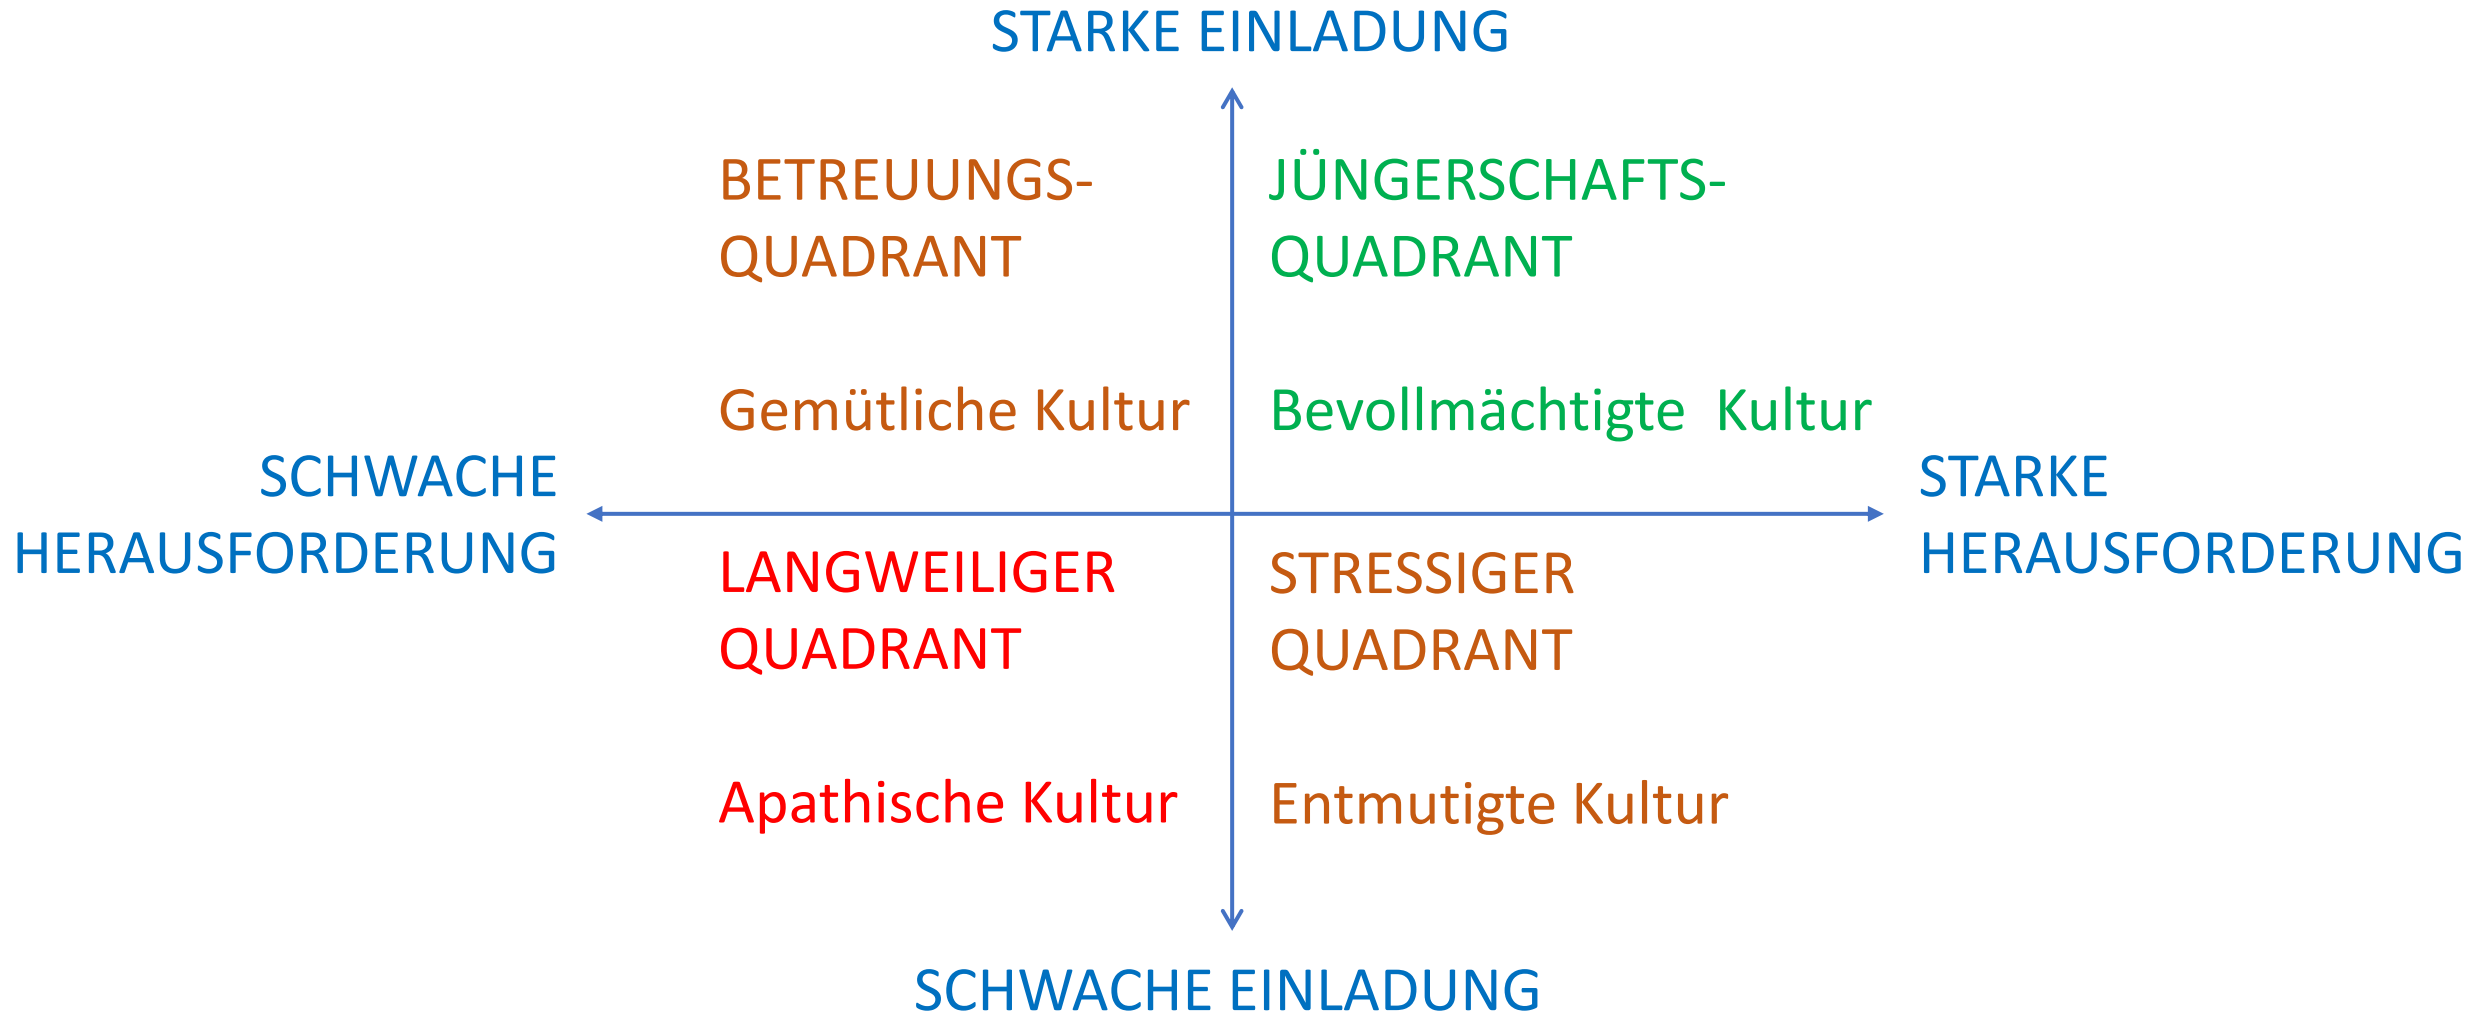 STARKE EINLADUNG
BETREUUNGS-
QUADRANT
Gemütliche Kultur
JÜNGERSCHAFTS-
QUADRANT
Bevollmächtigte  Kultur
SCHWACHE
HERAUSFORDERUNG
STARKE
HERAUSFORDERUNG
LANGWEILIGER
QUADRANT
Apathische Kultur
STRESSIGER
QUADRANT
Entmutigte Kultur
SCHWACHE EINLADUNG